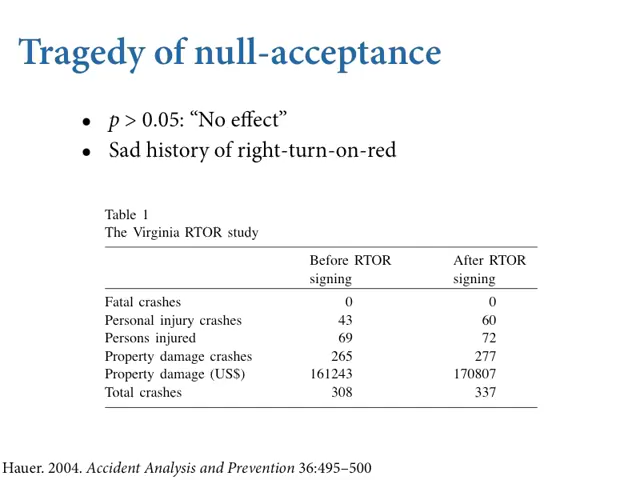 Tragedy of null-acceptance
• p > 0.05: “No effect”
• Sad history of right-turn-on-red
Table 1
The Virginia RTOR study
Before RTOR After RTOR
signing signing
Fatal crashes 0 0
Personal injury crashes 43 60
Persons injured 69 72
Property damage crashes 265 277
Property damage (US$) 161243 170807
Total crashes 308 337
Hauer. 2004. Accident Analysis and Prevention 36:495–500